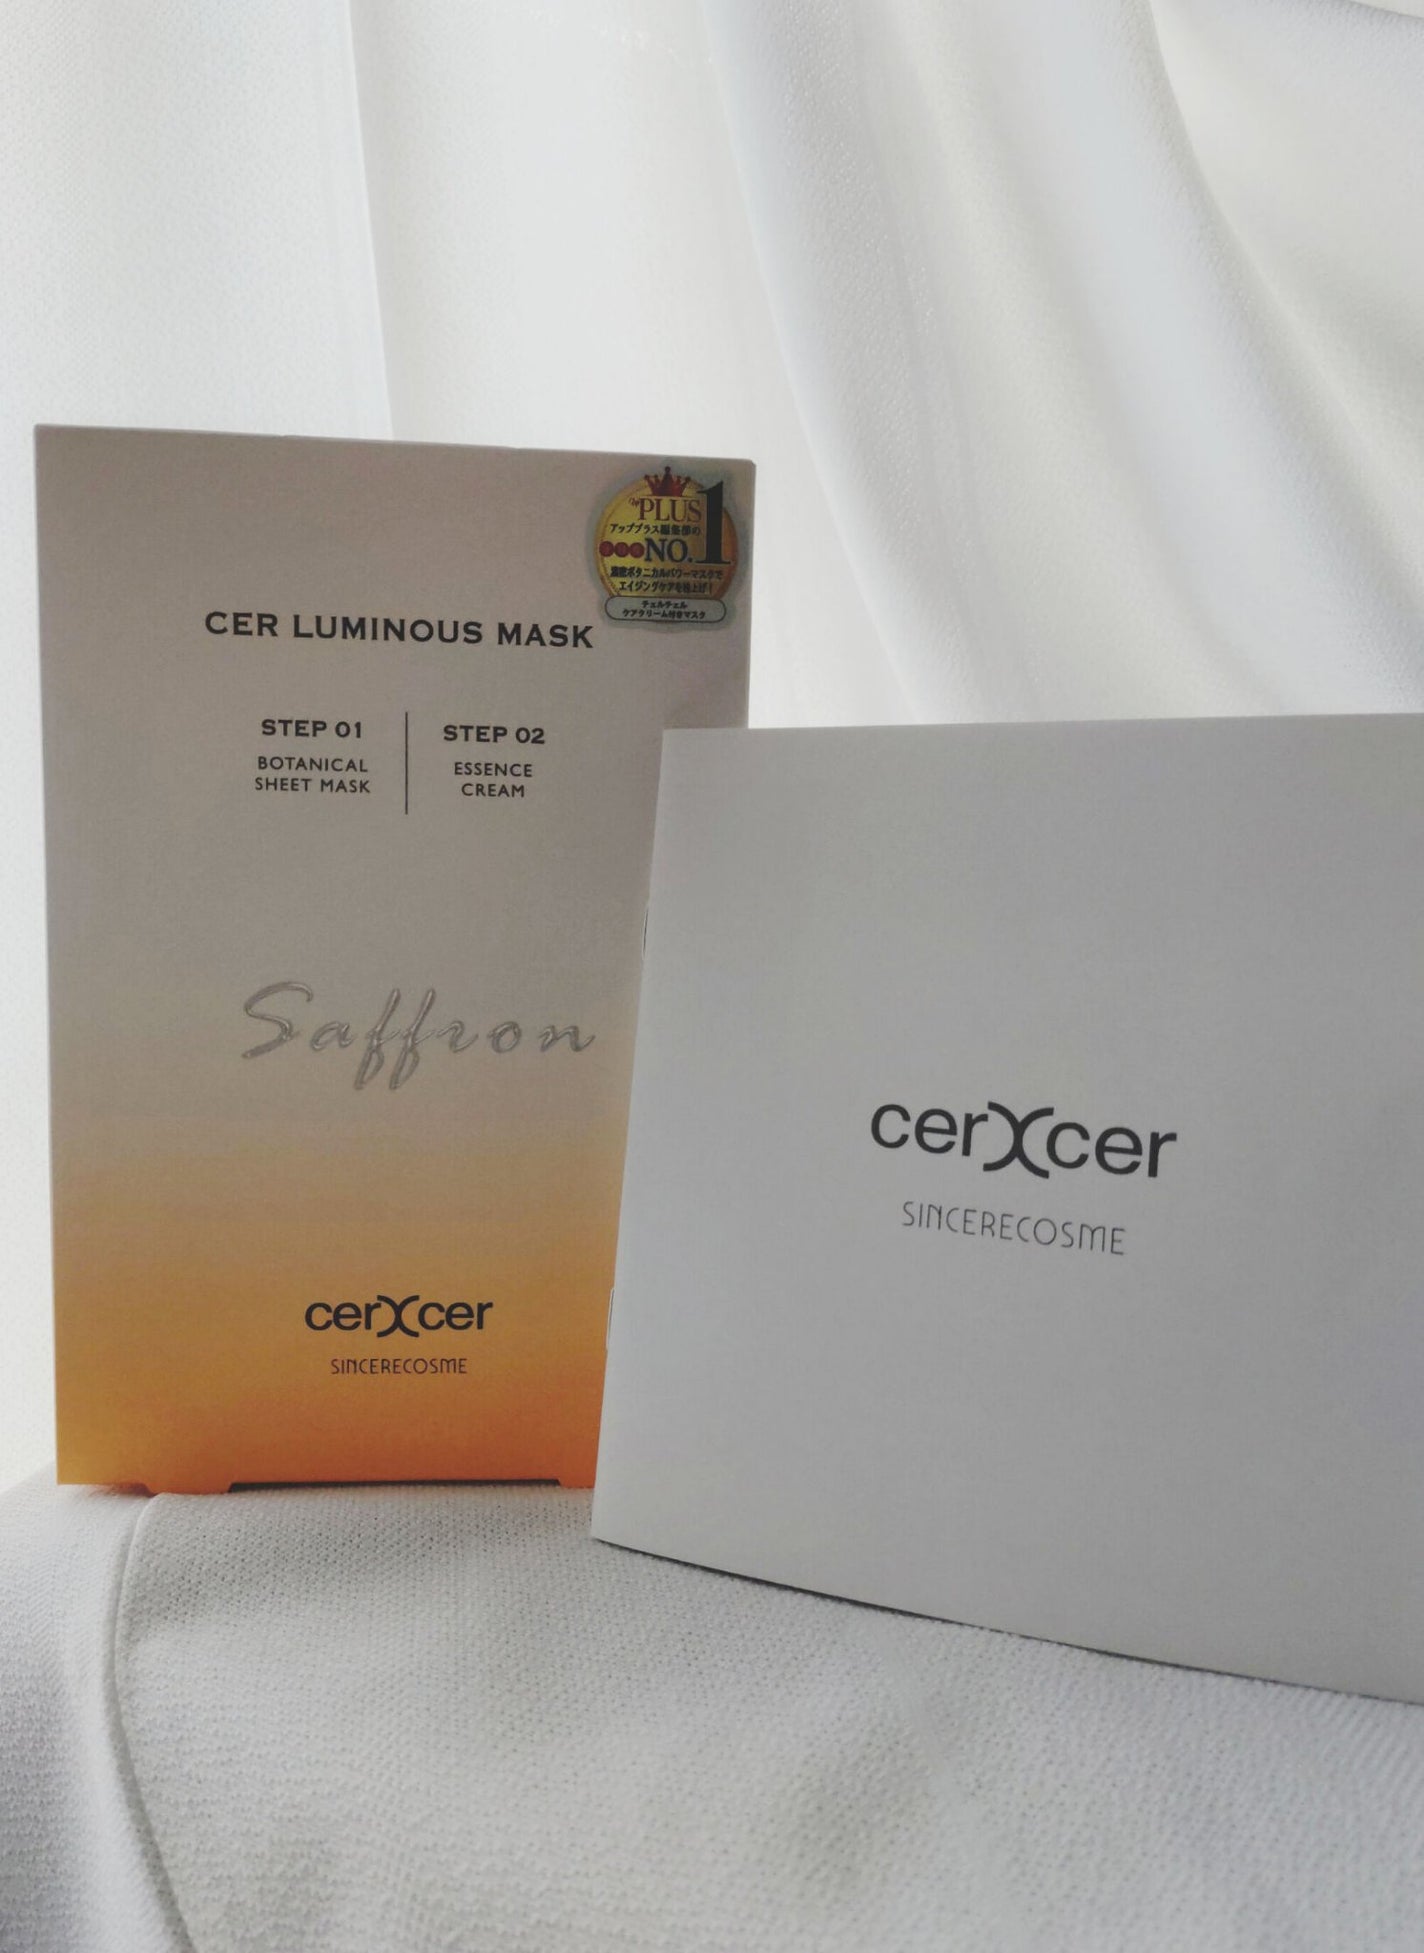 up PLUS
アッププラス編集部の
NO.1
濃密ボタニカルパワーマスクで
エイジングケアを格上げ!
チェルチェル
ケアクリーム付きマスク
CER LUMINOUS MASK
STEP 01
BOTANICAL
SHEET MASK
STEP 02
ESSENCE
CREAM
Saffron
cerXcer
SINCERECOSME
cerXcer
SINCERECOSME